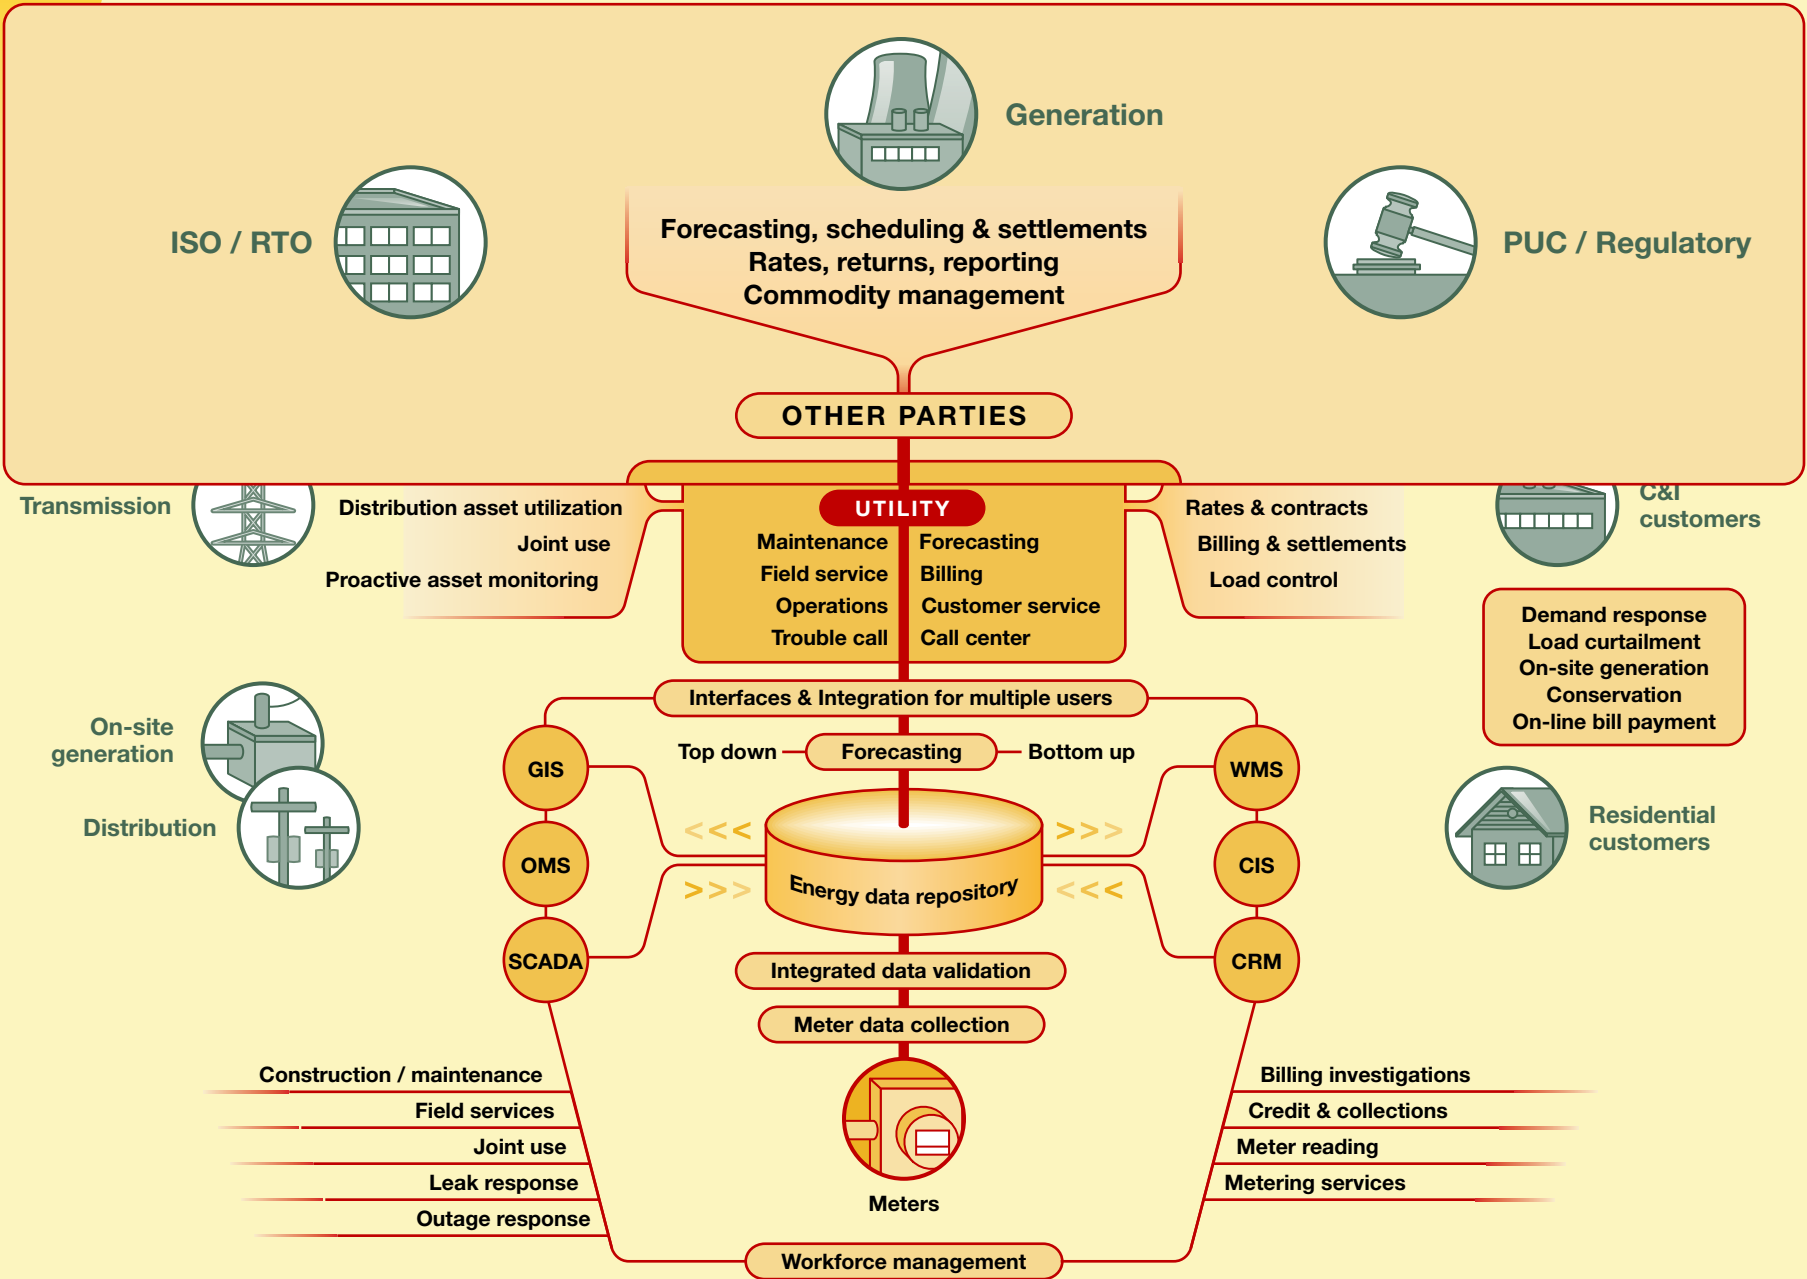 Generation
ISO / RTO
PUC / Regulatory
Forecasting, scheduling & settlements
Rates, returns, reporting
Commodity management
OTHER PARTIES
Transmission
Distribution asset utilization
Joint use
Proactive asset monitoring
UTILITY
Maintenance
Field service
Operations
Trouble call
Forecasting
Billing
Customer service
Call center
Rates & contracts
Billing & settlements
Load control
C&I
customers
Demand response
Load curtailment
On-site generation
Conservation
On-line bill payment
Interfaces & Integration for multiple users
Top down
Forecasting
Bottom up
On-site
generation
Distribution
GIS
OMS
SCADA
<<<
>>>
>>>
<<<
Energy data repository
WMS
CIS
CRM
Residential
customers
Integrated data validation
Meter data collection
Meters
Construction / maintenance
Field services
Joint use
Leak response
Outage response
Billing investigations
Credit & collections
Meter reading
Metering services
Workforce management